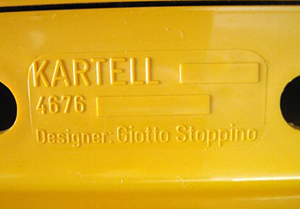 KARTELL
4676
Designer: Giotto Stoppino